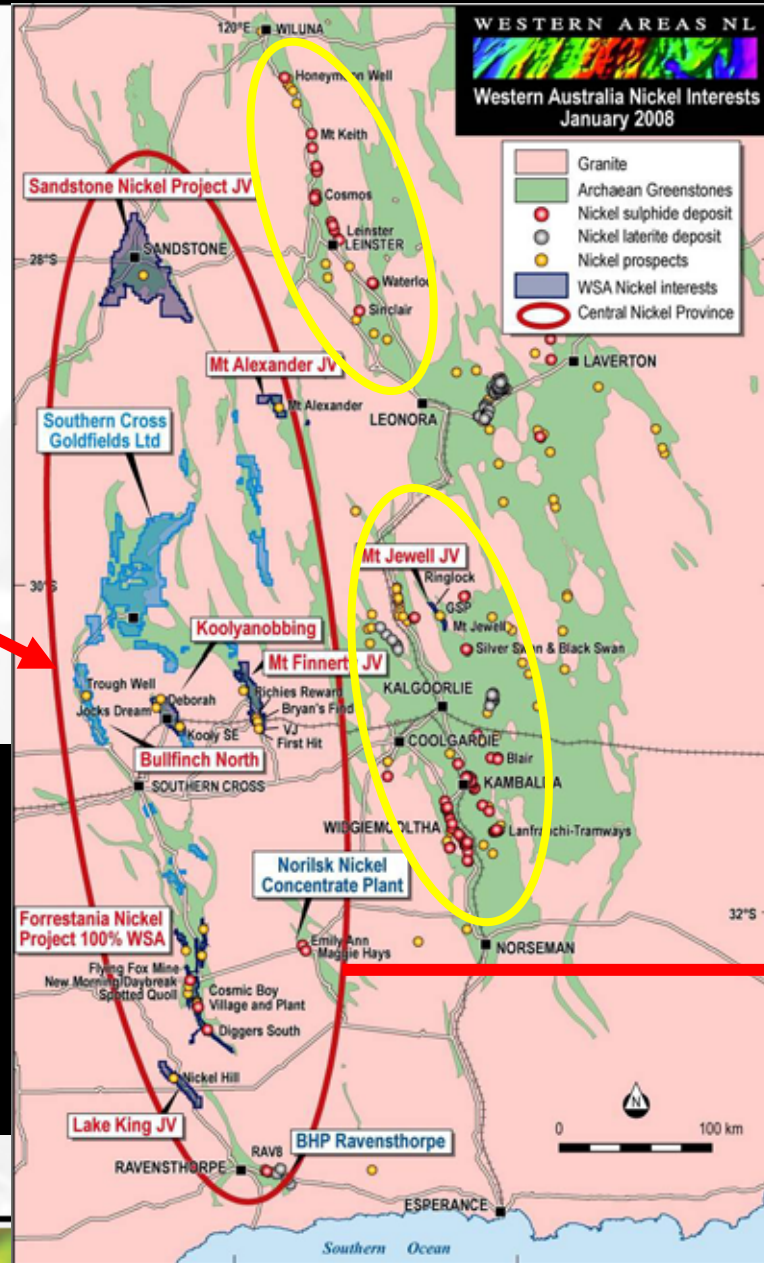 WESTERN AREAS NL
Western Australia Nickel Interests
January 2008
Granite
Archaean Greenstones
Nickel sulphide deposit
Nickel laterite deposit
Nickel prospects
WSA Nickel interests
Central Nickel Province
120°E
WILUNA
Honeymoon Well
Mt Keith
Sandstone Nickel Project JV
Cosmos
SANDSTONE
Leinster
LEINSTER
28°S
Waterloo
Sinclair
LAVERTON
Mt Alexander JV
Mt Alexander
LEONORA
Southern Cross
Goldfields Ltd
Mt Jewell JV
Ringlock
30°S
GSP
Mt Jewell
Koolyanobbing
Silver Swan & Black Swan
Mt Finnerty JV
Trough Well
Deborah
Richies Reward
KALGOORLIE
Jocks Dream
Bryan's Find
Kooly SE
VJ
First Hit
COOLGARDIE
Bullfinch North
Blair
SOUTHERN CROSS
KAMBALDA
WIDGIEMOOLTHA
Lanfranchi-Tramways
Norilsk Nickel
Concentrate Plant
32°S
Forrestania Nickel
Project 100% WSA
Emily Ann
Maggie Hays
NORSEMAN
Flying Fox Mine
New Morning/Daybreak
Spotted Quoll
Cosmic Boy
Village and Plant
Diggers South
Nickel Hill
N
0
100 km
Lake King JV
RAV8
BHP Ravensthorpe
RAVENSTHORPE
ESPERANCE
Southern Ocean